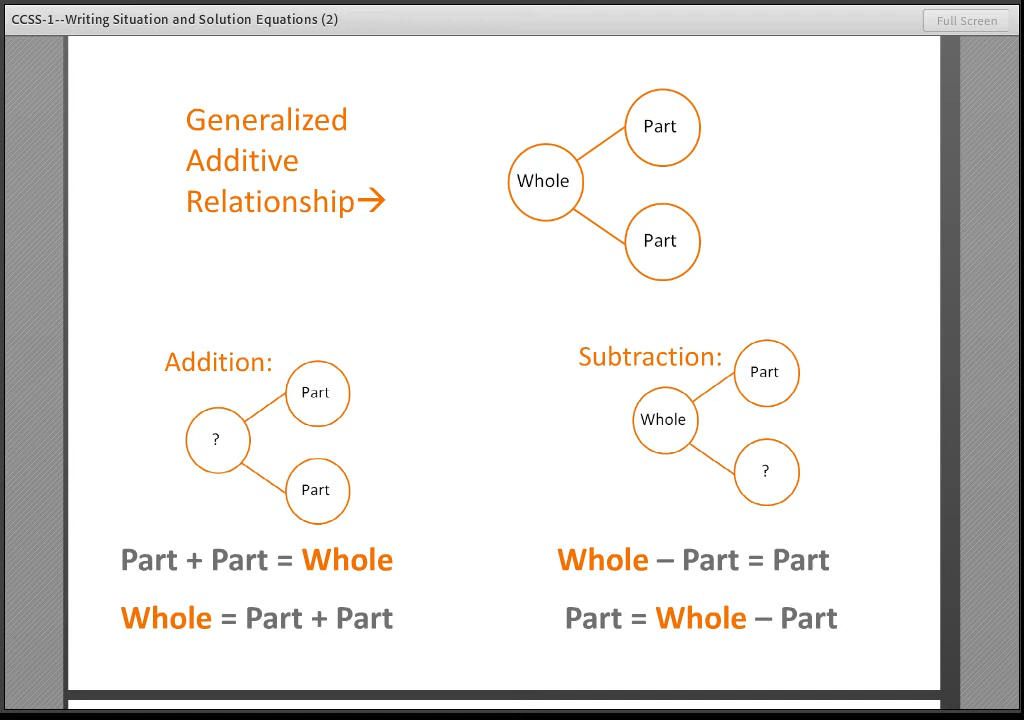 CCSS-1--Writing Situation and Solution Equations (2)
Full Screen
Generalized
Additive
Relationship→
Part
Whole
Part
Addition:
Part
?
Part
Part + Part = Whole
Whole = Part + Part
Subtraction:
Part
Whole
?
Whole – Part = Part
Part = Whole – Part